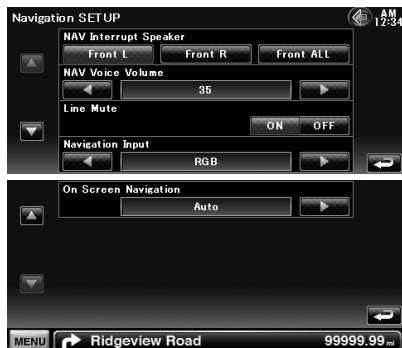 Navigation SETUP
AM
12:34
NAV Interrupt Speaker
Front L Front R Front ALL
NAV Voice Volume
35
Line Mute
ON OFF
Navigation Input
RGB
On Screen Navigation
Auto
MENU Ridgeview Road 99999.99 mi